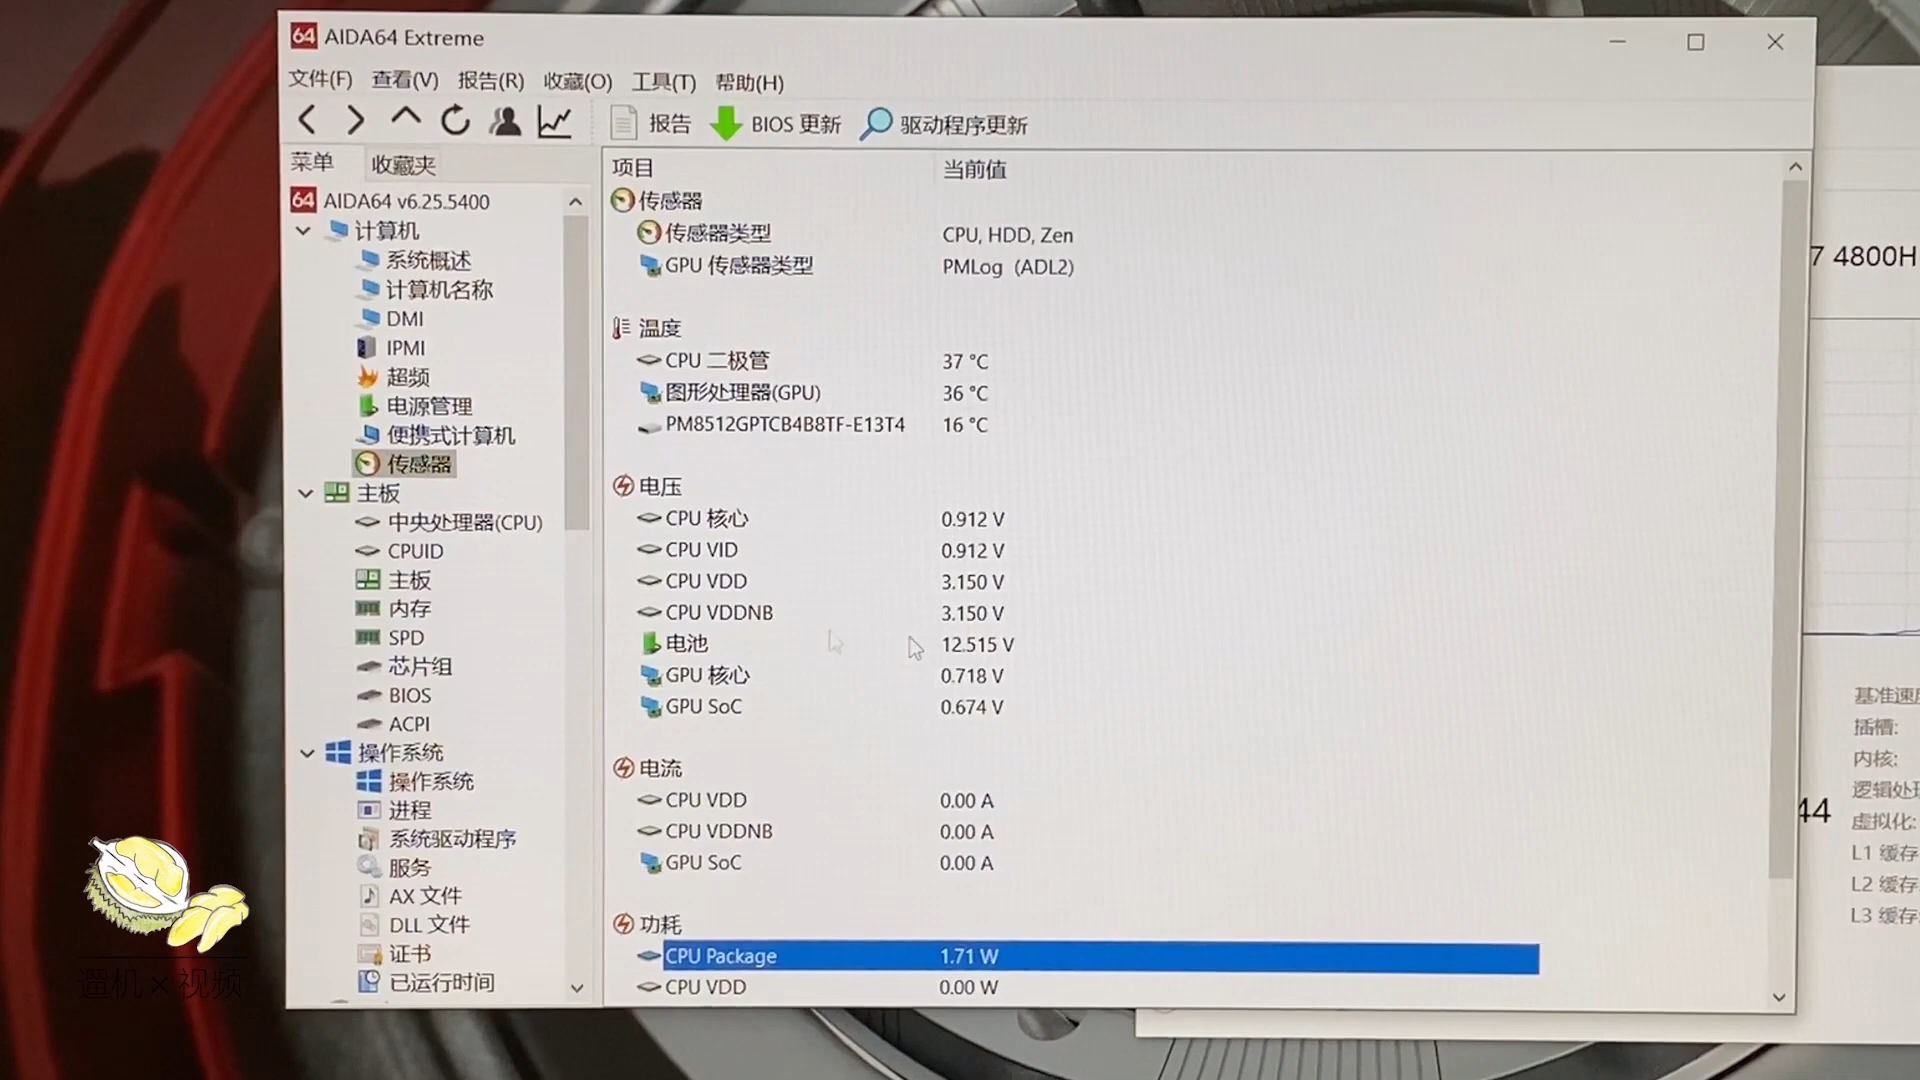 AIDA64 Extreme
文件(F) 查看(V) 报告(R) 收藏(O) 工具(T) 帮助(H)
报告 BIOS 更新 驱动程序更新
菜单 收藏夹
AIDA64 v6.25.5400
计算机
系统概述
计算机名称
DMI
IPMI
超频
电源管理
便携式计算机
传感器
主板
中央处理器(CPU)
CPUID
主板
内存
SPD
芯片组
BIOS
ACPI
操作系统
操作系统
进程
系统驱动程序
服务
AX 文件
DLL 文件
证书
已运行时间
项目 当前值
传感器
传感器类型 CPU, HDD, Zen
GPU 传感器类型 PMLog (ADL2)
温度
CPU 二极管 37 °C
图形处理器(GPU) 36 °C
PM8512GPTCB4B8TF-E13T4 16 °C
电压
CPU 核心 0.912 V
CPU VID 0.912 V
CPU VDD 3.150 V
CPU VDDNB 3.150 V
电池 12.515 V
GPU 核心 0.718 V
GPU SoC 0.674 V
电流
CPU VDD 0.00 A
CPU VDDNB 0.00 A
GPU SoC 0.00 A
功耗
CPU Package 1.71 W
CPU VDD 0.00 W
7 4800H
44
基准速度
插槽:
内核:
逻辑处理
虚拟化:
L1 缓存
L2 缓存
L3 缓存
遛机×视频